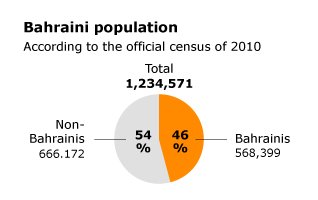 Bahraini population
According to the official census of 2010
Total
1,234,571
Non-
Bahrainis
666.172
54
%
46
%
Bahrainis
568,399